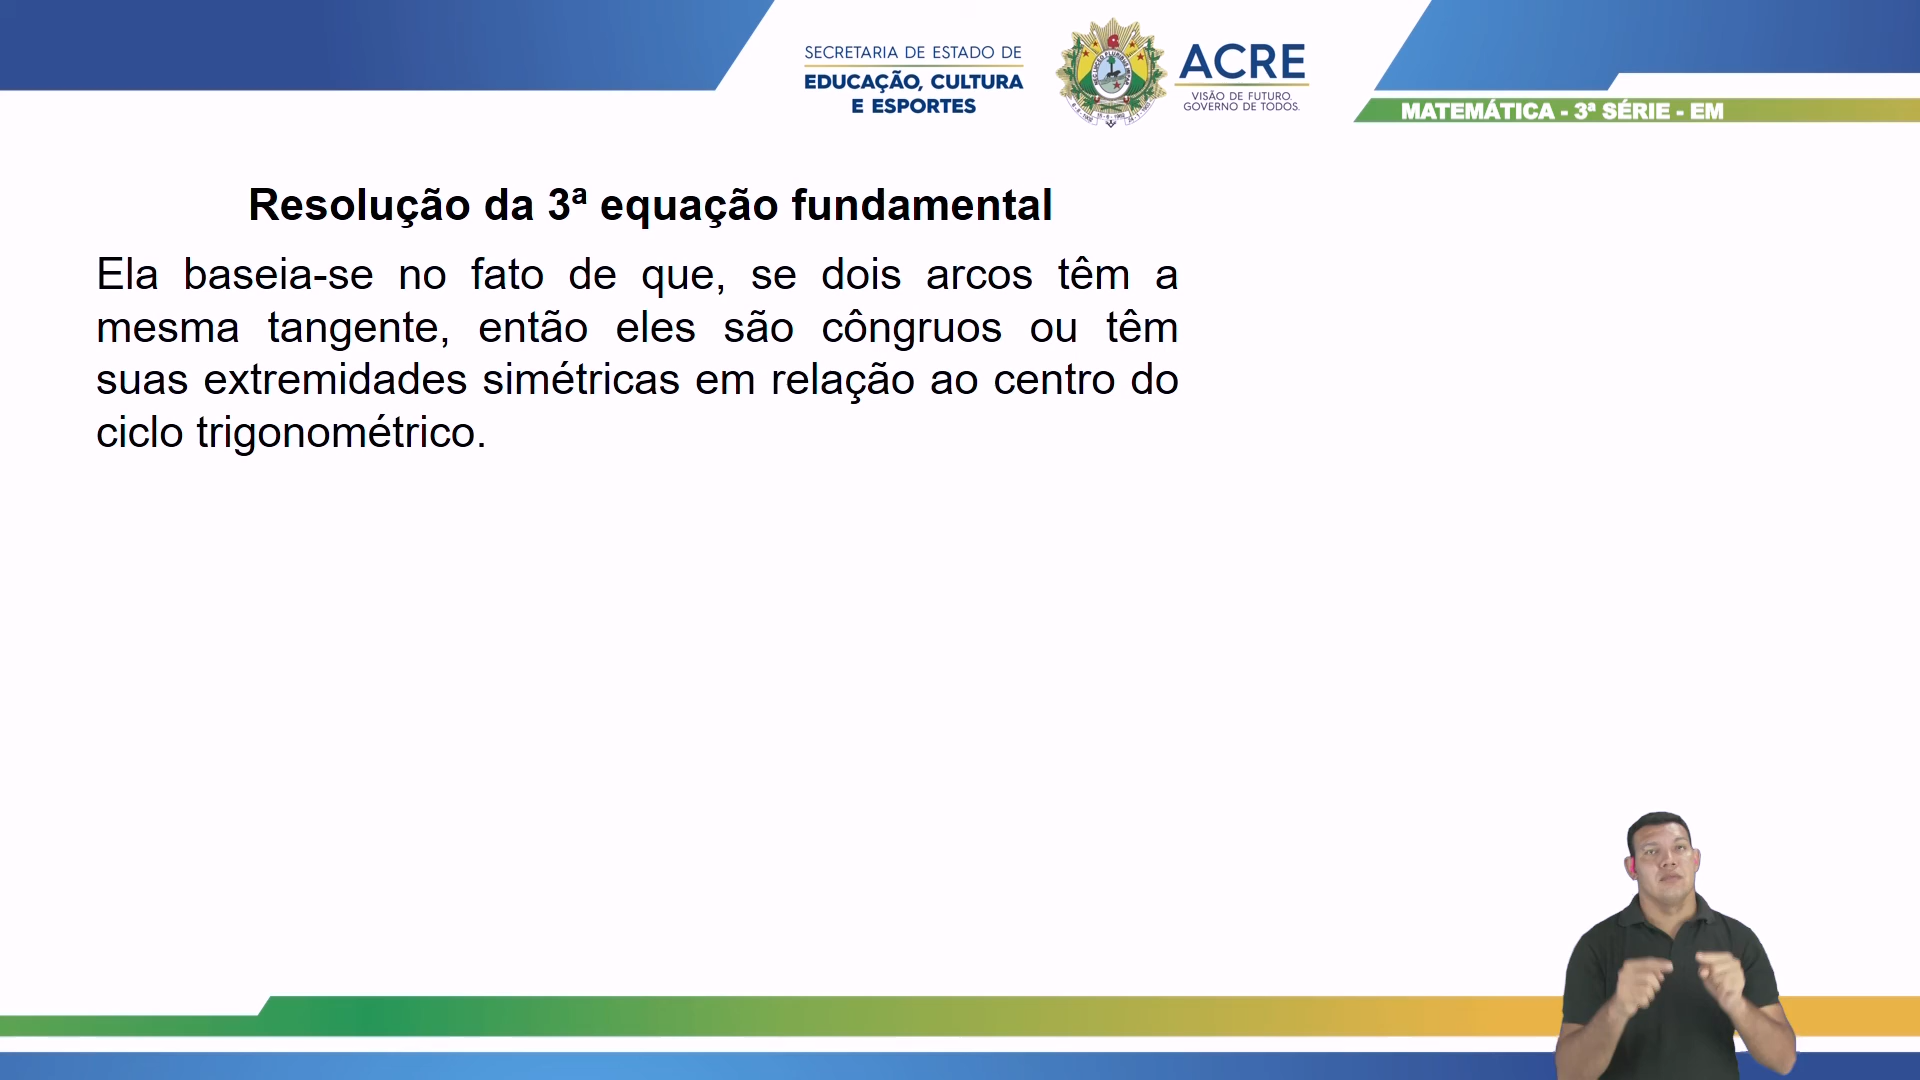 SECRETARIA DE ESTADO DE
EDUCAÇÃO, CULTURA
E ESPORTES
ACRE
VISÃO DE FUTURO.
GOVERNO DE TODOS.
MATEMÁTICA - 3ª SÉRIE - EM
Resolução da 3ª equação fundamental
Ela baseia-se no fato de que, se dois arcos têm a
mesma tangente, então eles são côngruos ou têm
suas extremidades simétricas em relação ao centro do
ciclo trigonométrico.